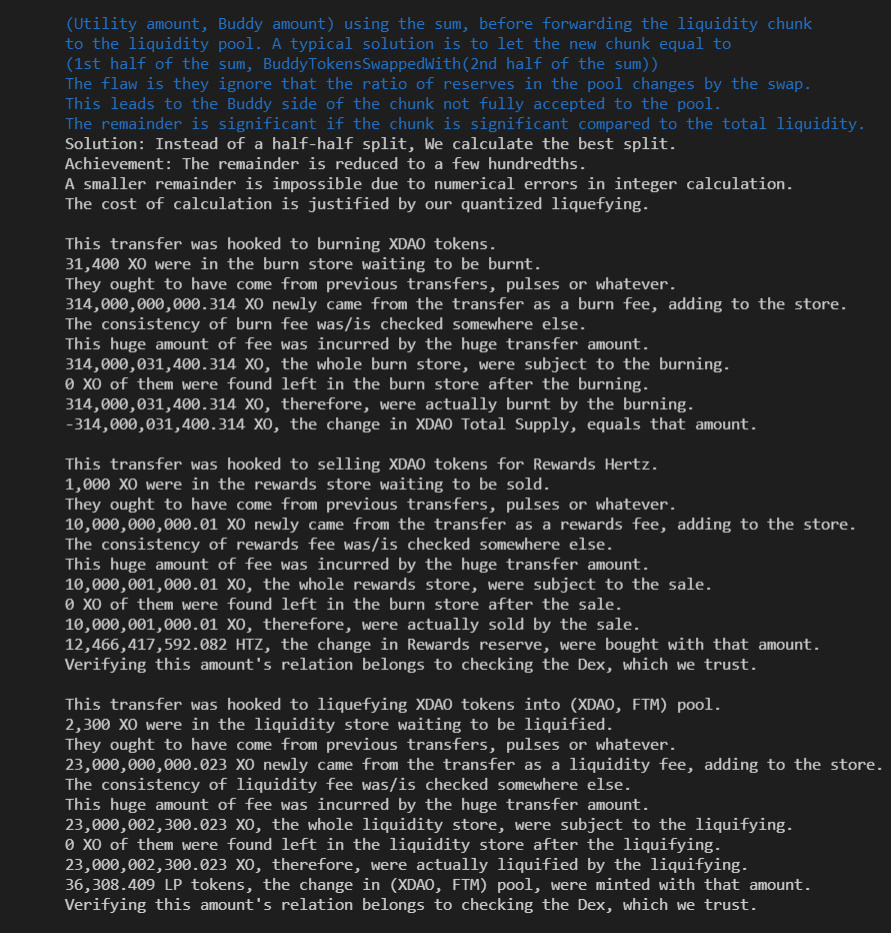 (Utility amount, Buddy amount) using the sum, before forwarding the liquidity chunk
to the liquidity pool. A typical solution is to let the new chunk equal to
(1st half of the sum, BuddyTokensSwappedWith(2nd half of the sum))
The flaw is they ignore that the ratio of reserves in the pool changes by the swap.
This leads to the Buddy side of the chunk not fully accepted to the pool.
The remainder is significant if the chunk is significant compared to the total liquidity.
Solution: Instead of a half-half split, We calculate the best split.
Achievement: The remainder is reduced to a few hundredths.
A smaller remainder is impossible due to numerical errors in integer calculation.
The cost of calculation is justified by our quantized liquefying.
This transfer was hooked to burning XDAO tokens.
31,400 XO were in the burn store waiting to be burnt.
They ought to have come from previous transfers, pulses or whatever.
314,000,000,000.314 XO newly came from the transfer as a burn fee, adding to the store.
The consistency of burn fee was/is checked somewhere else.
This huge amount of fee was incurred by the huge transfer amount.
314,000,031,400.314 XO, the whole burn store, were subject to the burning.
0 XO of them were found left in the burn store after the burning.
314,000,031,400.314 XO, therefore, were actually burnt by the burning.
-314,000,031,400.314 XO, the change in XDAO Total Supply, equals that amount.
This transfer was hooked to selling XDAO tokens for Rewards Hertz.
1,000 XO were in the rewards store waiting to be sold.
They ought to have come from previous transfers, pulses or whatever.
10,000,000,000.01 XO newly came from the transfer as a rewards fee, adding to the store.
The consistency of rewards fee was/is checked somewhere else.
This huge amount of fee was incurred by the huge transfer amount.
10,000,001,000.01 XO, the whole rewards store, were subject to the sale.
0 XO of them were found left in the burn store after the sale.
10,000,001,000.01 XO, therefore, were actually sold by the sale.
12,466,417,592.082 HTZ, the change in Rewards reserve, were bought with that amount.
Verifying this amount's relation belongs to checking the Dex, which we trust.
This transfer was hooked to liquefying XDAO tokens into (XDAO, FTM) pool.
2,300 XO were in the liquidity store waiting to be liquified.
They ought to have come from previous transfers, pulses or whatever.
23,000,000,000.023 XO newly came from the transfer as a liquidity fee, adding to the store.
The consistency of liquidity fee was/is checked somewhere else.
This huge amount of fee was incurred by the huge transfer amount.
23,000,002,300.023 XO, the whole liquidity store, were subject to the liquifying.
0 XO of them were found left in the liquidity store after the liquifying.
23,000,002,300.023 XO, therefore, were actually liquified by the liquifying.
36,308.409 LP tokens, the change in (XDAO, FTM) pool, were minted with that amount.
Verifying this amount's relation belongs to checking the Dex, which we trust.